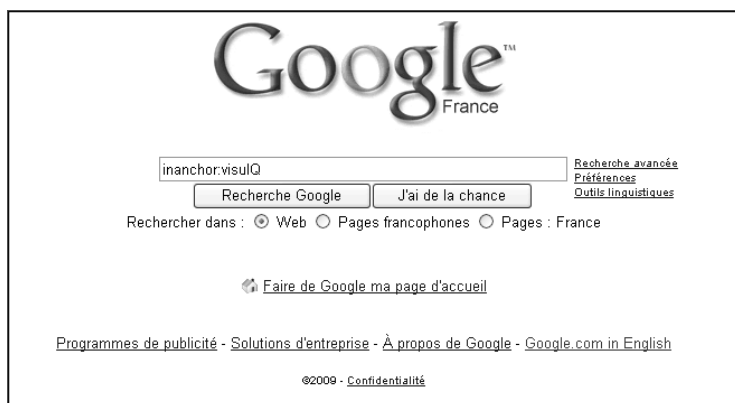 Google™
France
inanchor:visuIQ
Recherche avancée
Préférences
Outils linguistiques
Recherche Google
J'ai de la chance
Rechercher dans : Web Pages francophones Pages : France
Faire de Google ma page d'accueil
Programmes de publicité - Solutions d'entreprise - À propos de Google - Google.com in English
©2009 - Confidentialité